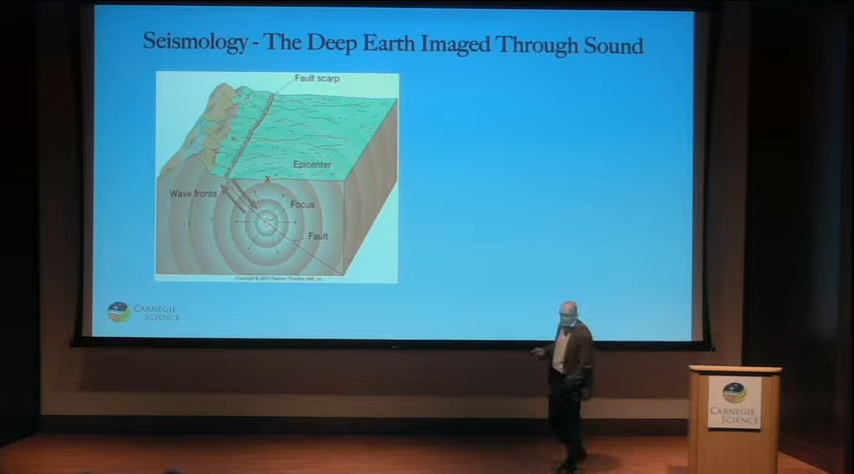 Seismology - The Deep Earth Imaged Through Sound
Fault scarp
Epicenter
Wave fronts
Focus
Fault
CARNEGIE
SCIENCE
CARNEGIE
SCIENCE